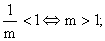 1/m < 1 ⇔ m > 1;